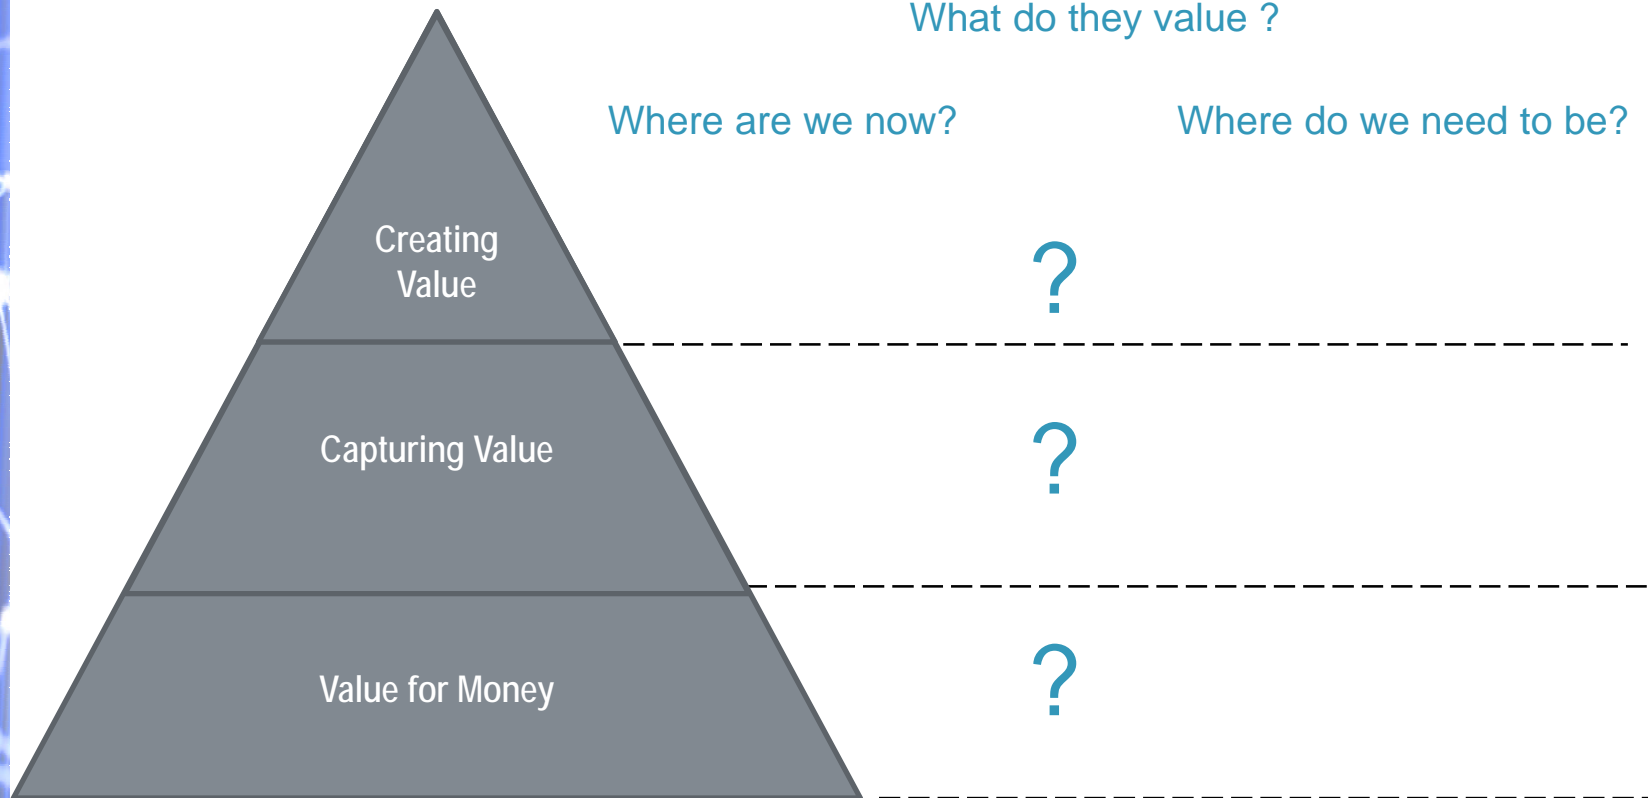 What do they value ?
Where are we now?
Where do we need to be?
Creating
Value
?
Capturing Value
?
Value for Money
?